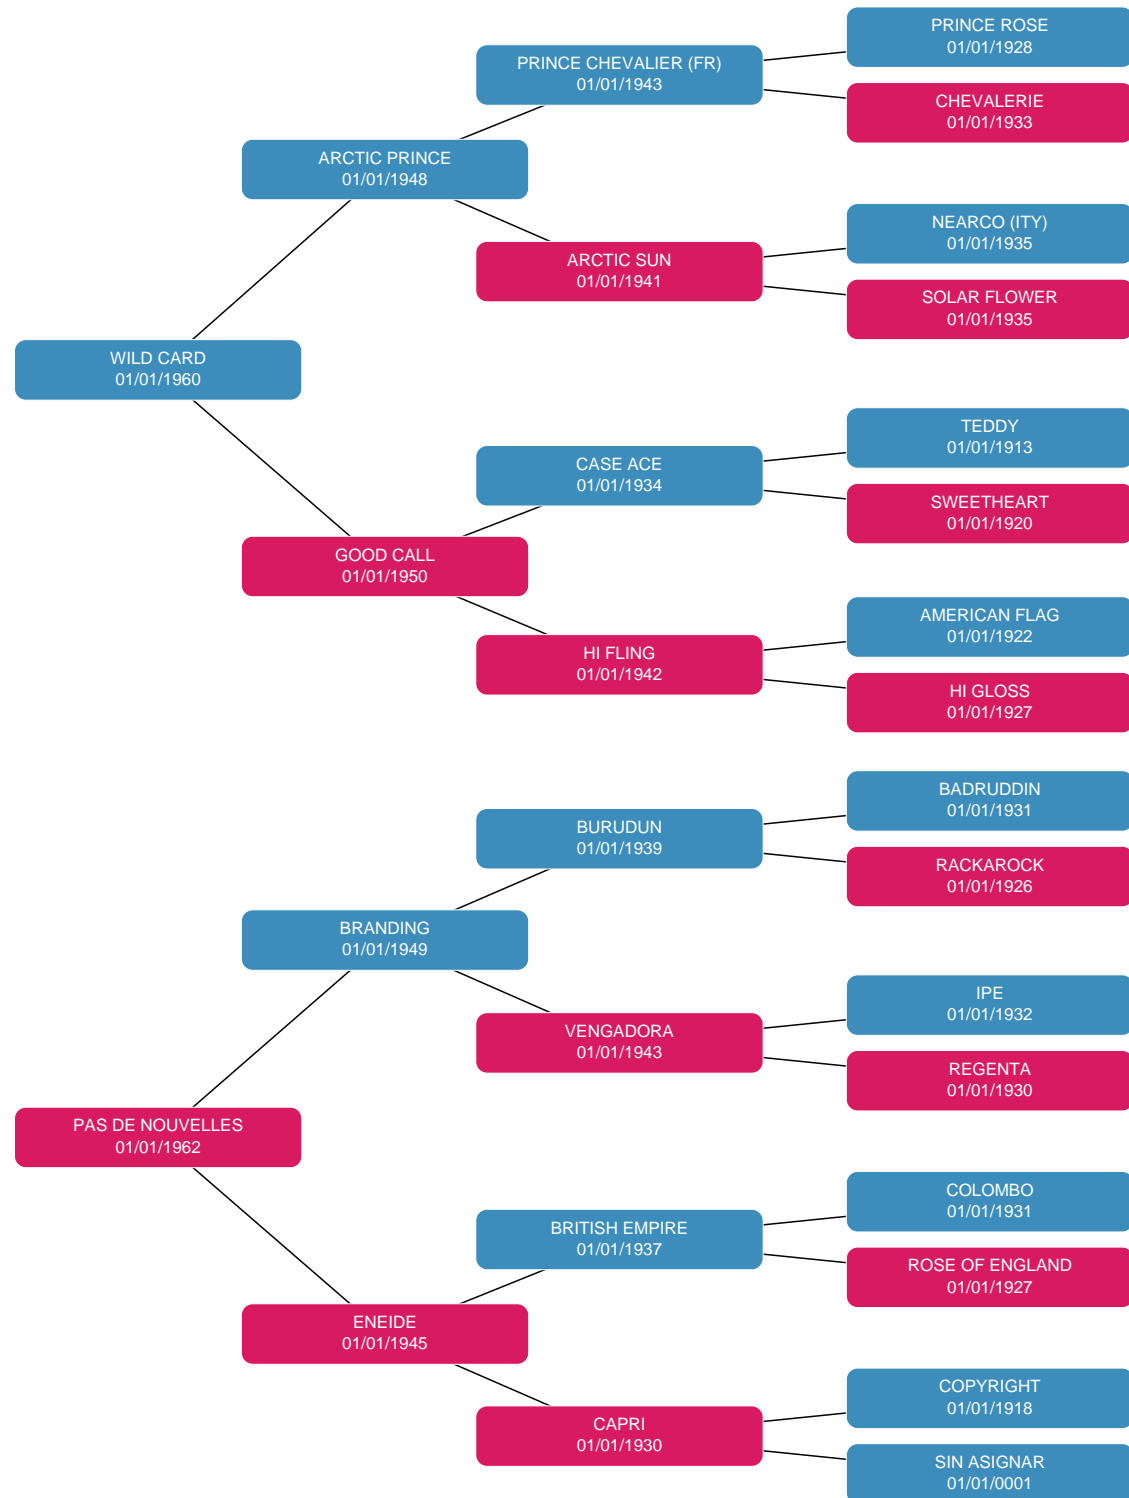 PRINCE ROSE
01/01/1928
PRINCE CHEVALIER (FR)
01/01/1943
CHEVALERIE
01/01/1933
ARCTIC PRINCE
01/01/1948
NEARCO (ITY)
01/01/1935
ARCTIC SUN
01/01/1941
SOLAR FLOWER
01/01/1935
WILD CARD
01/01/1960
TEDDY
01/01/1913
CASE ACE
01/01/1934
SWEETHEART
01/01/1920
GOOD CALL
01/01/1950
AMERICAN FLAG
01/01/1922
HI FLING
01/01/1942
HI GLOSS
01/01/1927
BADRUDDIN
01/01/1931
BURUDUN
01/01/1939
RACKAROCK
01/01/1926
BRANDING
01/01/1949
IPE
01/01/1932
VENGADORA
01/01/1943
REGENTA
01/01/1930
PAS DE NOUVELLES
01/01/1962
COLOMBO
01/01/1931
BRITISH EMPIRE
01/01/1937
ROSE OF ENGLAND
01/01/1927
ENEIDE
01/01/1945
COPYRIGHT
01/01/1918
CAPRI
01/01/1930
SIN ASIGNAR
01/01/0001